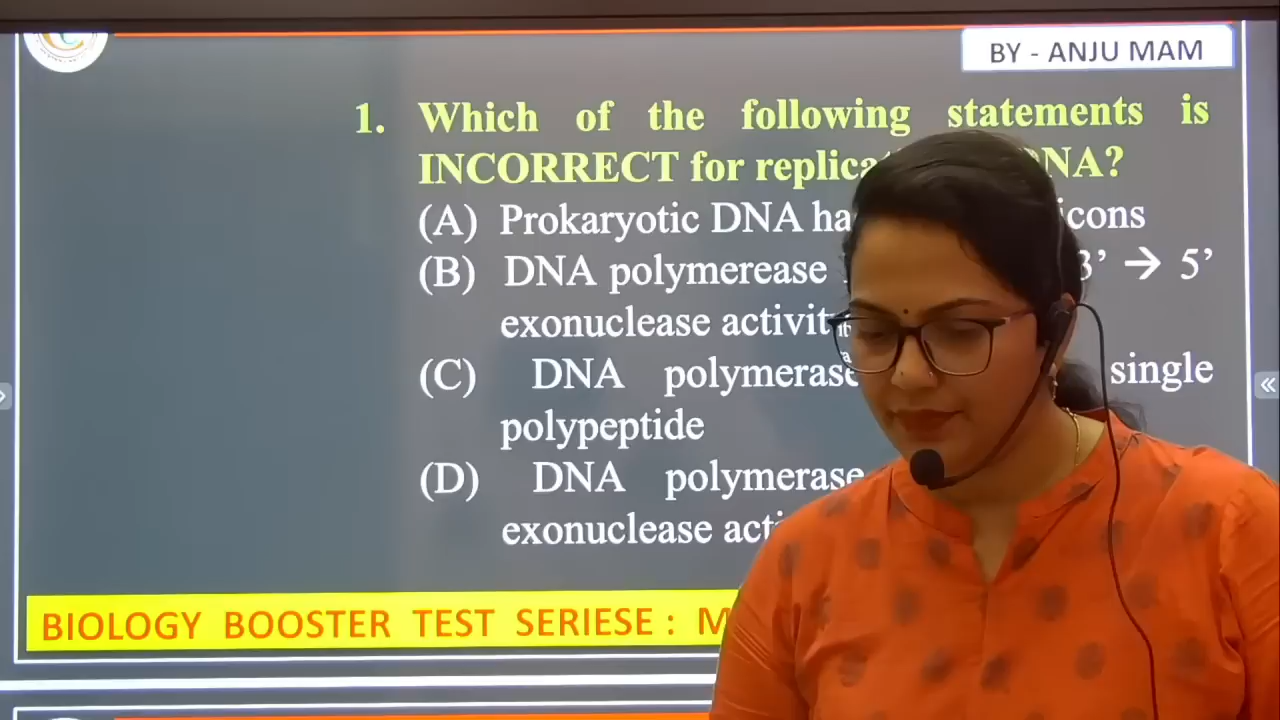 BY - ANJU MAM
1. Which of the following statements is
INCORRECT for replica NA?
(A) Prokaryotic DNA ha icons
(B) DNA polymerease 3’ → 5’
exonuclease activit
(C) DNA polymerase single
polypeptide
(D) DNA polymerase
exonuclease act
BIOLOGY BOOSTER TEST SERIESE : M